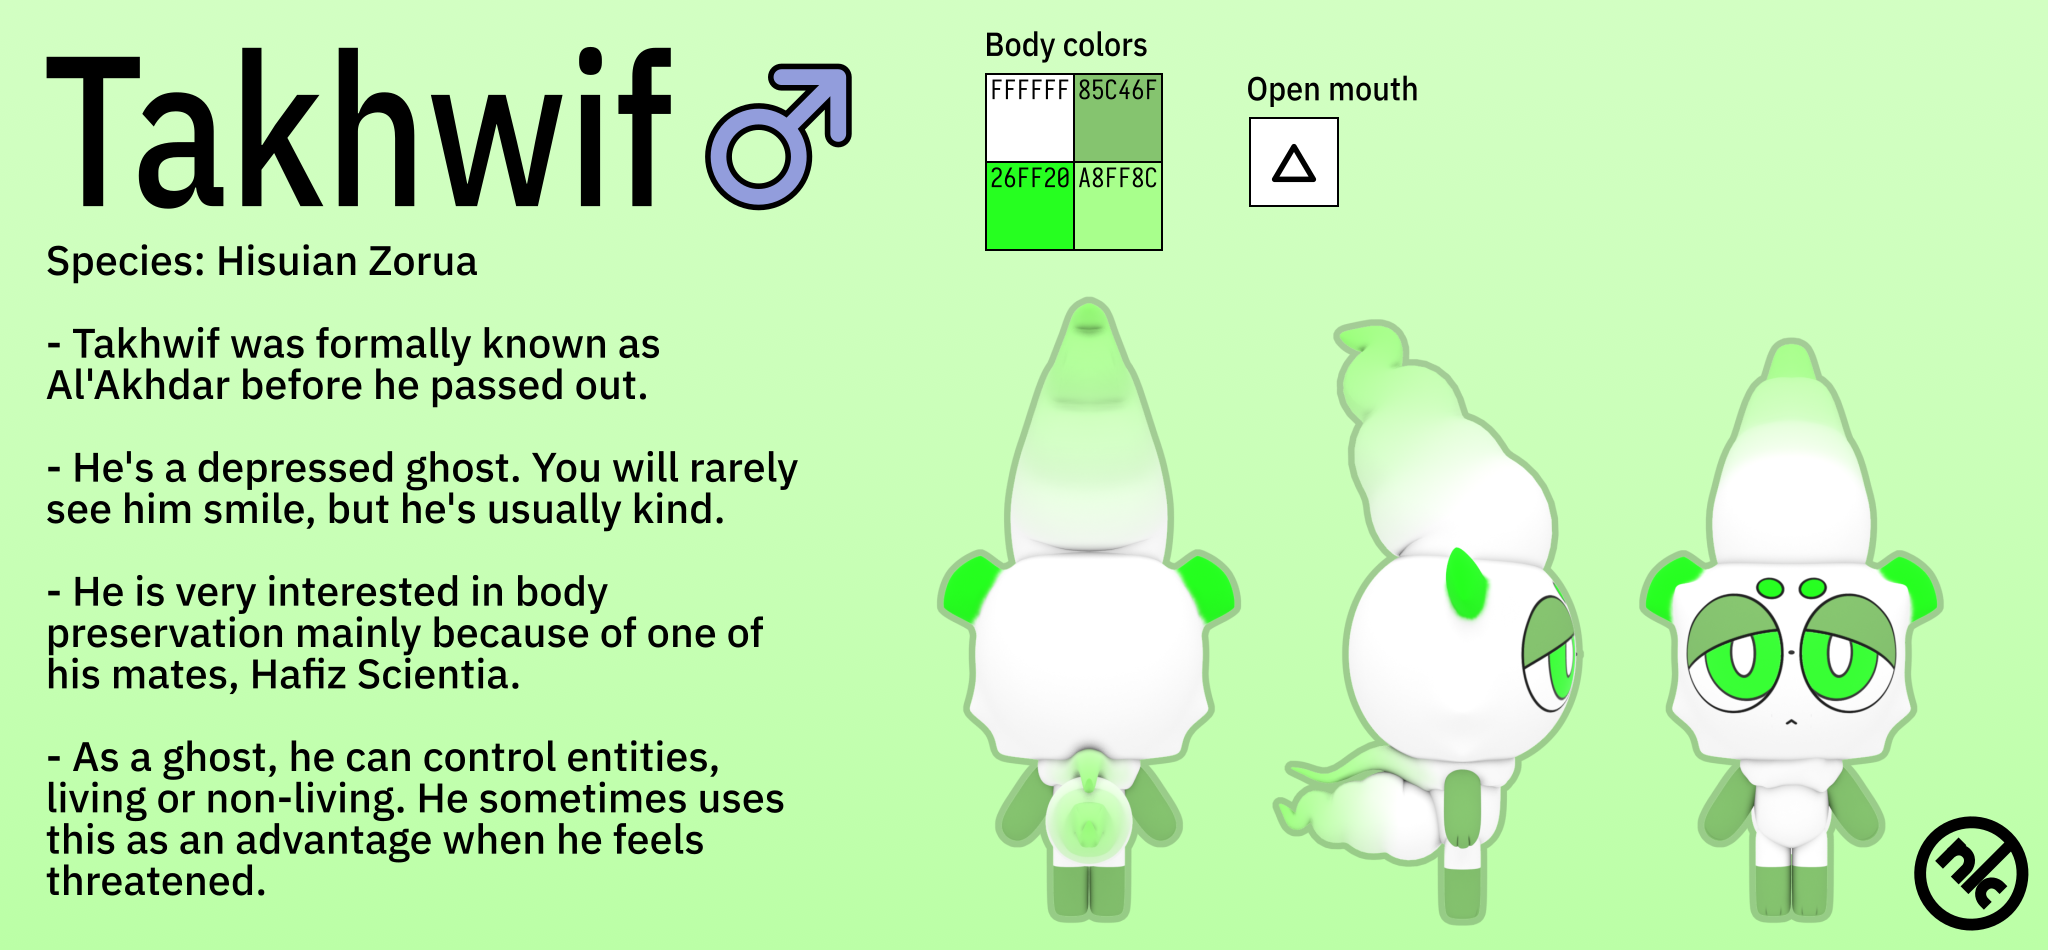 Takhwif
Species: Hisuian Zorua
- Takhwif was formally known as
Al'Akhdar before he passed out.
- He's a depressed ghost. You will rarely
see him smile, but he's usually kind.
- He is very interested in body
preservation mainly because of one of
his mates, Hafiz Scientia.
- As a ghost, he can control entities,
living or non-living. He sometimes uses
this as an advantage when he feels
threatened.
Body colors
FFFFFF 85C46F
26FF20 A8FF8C
Open mouth
n/c